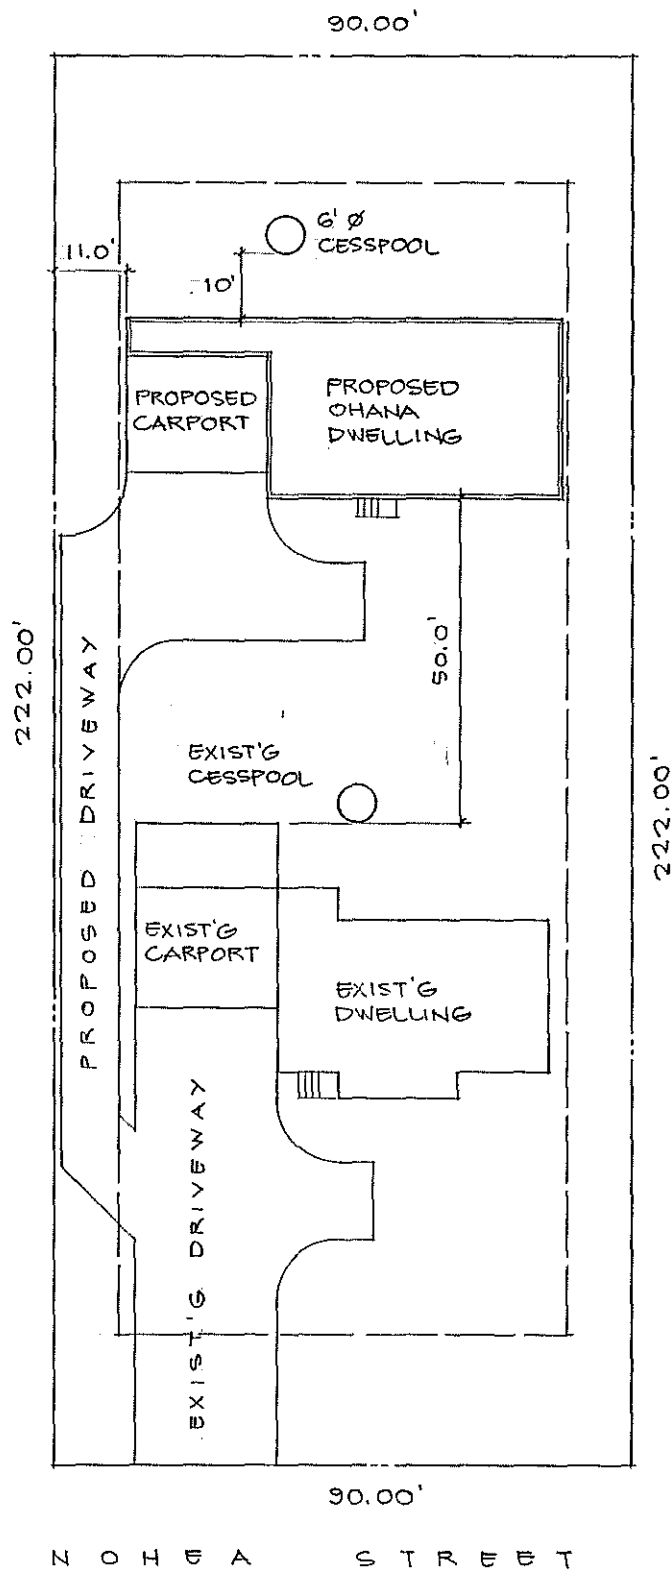 90.00'
6' Ø
CESSPOOL
11.0'
10'
PROPOSED
CARPORT
PROPOSED
OHANA
DWELLING
222.00'
PROPOSED DRIVEWAY
50.0'
EXIST'G
CESSPOOL
222.00'
EXIST'G
CARPORT
EXIST'G
DWELLING
EXIST'G DRIVEWAY
90.00'
NOHEA STREET